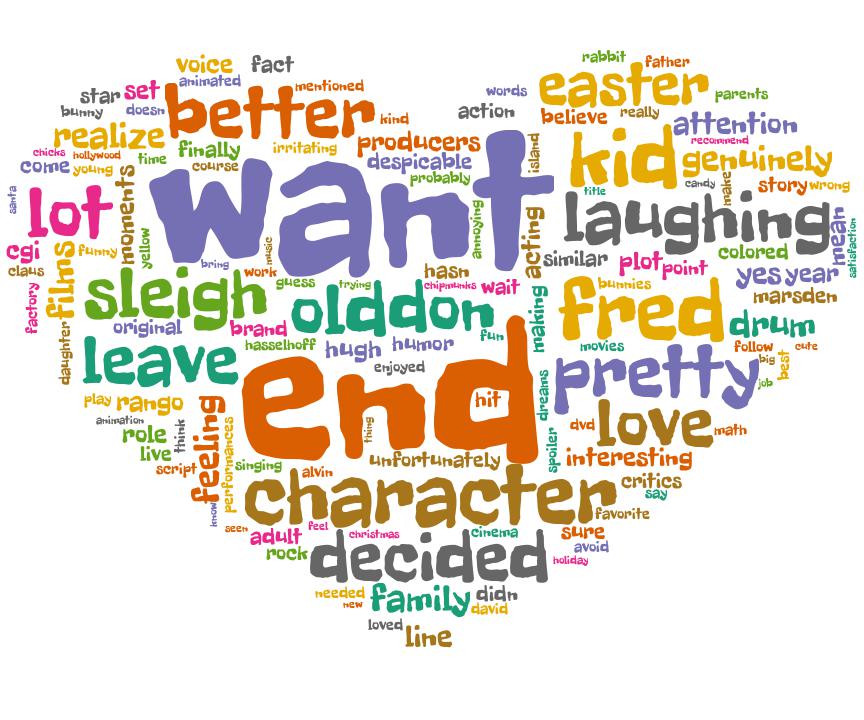 rabbit
voice
fact
father
animated
mentioned
star
set
easter
words
parents
bunny
doesn
better
kind
action
believe
really
attention
realize
producers
island
recommend
chicks
hollywood
time
finally
irritating
want
kid
genuinely
come
young
course
despicable
probably
candy
make
story
wrong
santa
lot
moments
title
laughing
mean
satisfaction
cgi
films
funny
yellow
music
annoying
acting
similar
plot
point
colored
claus
bring
work
hasn
yes
year
factory
sleigh
guess
trying
chipmunks
wait
bunnies
marsden
olddon
fred
original
brand
fun
making
drum
daughter
leave
hasselhoff
hugh
humor
movies
follow
cute
end
enjoyed
pretty
big
best
job
play
rango
hit
dreams
animation
feeling
thing
dvd
love
math
role
think
performances
live
spoiler
script
singing
alvin
unfortunately
interesting
character
critics
say
know
favorite
seen
feel
adult
christmas
cinema
sure
rock
decided
avoid
holiday
needed
family
didn
new
david
loved
line